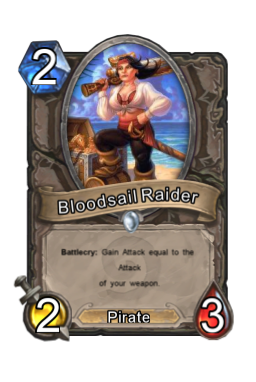 2
Bloodsail Raider
Battlecry: Gain Attack equal to the
Attack
of your weapon.
2
Pirate
3